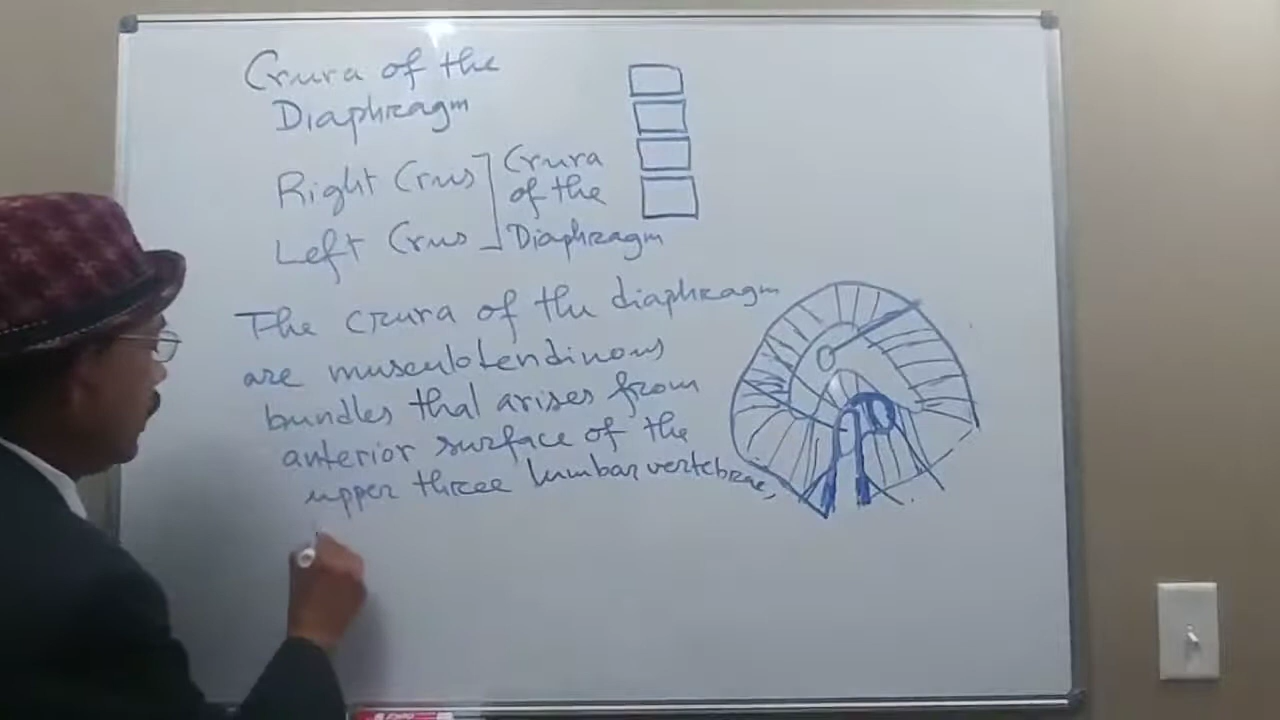 Crura of the
Diaphragm
Right Crus
Left Crus
Crura
of the
Diaphragm
The crura of the diaphragm
are musculotendinous
bundles that arises from
anterior surface of the
upper three lumbar vertebrae,
EXPO